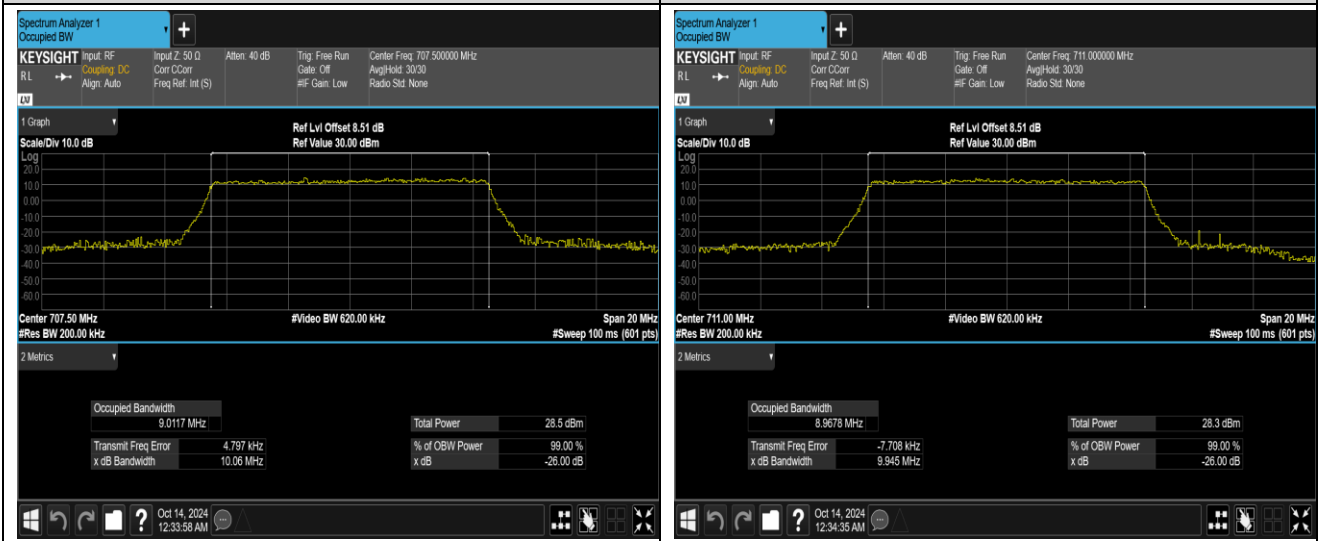 Spectrum Analyzer 1
Occupied BW
+
KEYSIGHT Input: RF Input Z: 50 Ω Atten: 40 dB Trig: Free Run Center Freq: 707.500000 MHz
RL Coupling: DC Corr CCorr Gate: Off Avg|Hold: 30/30
Align: Auto Freq Ref: Int (S) #IF Gain: Low Radio Std: None
LXI
1 Graph
Ref Lvl Offset 8.51 dB
Scale/Div 10.0 dB Ref Value 30.00 dBm
Log
20.0
10.0
0.00
-10.0
-20.0
-30.0
-40.0
-50.0
-60.0
Center 707.50 MHz #Video BW 620.00 kHz Span 20 MHz
#Res BW 200.00 kHz #Sweep 100 ms (601 pts)
2 Metrics
Occupied Bandwidth
9.0117 MHz Total Power 28.5 dBm
Transmit Freq Error 4.797 kHz % of OBW Power 99.00 %
x dB Bandwidth 10.06 MHz x dB -26.00 dB
? Oct 14, 2024
12:33:58 AM
Spectrum Analyzer 1
Occupied BW
+
KEYSIGHT Input: RF Input Z: 50 Ω Atten: 40 dB Trig: Free Run Center Freq: 711.000000 MHz
RL Coupling: DC Corr CCorr Gate: Off Avg|Hold: 30/30
Align: Auto Freq Ref: Int (S) #IF Gain: Low Radio Std: None
LXI
1 Graph
Ref Lvl Offset 8.51 dB
Scale/Div 10.0 dB Ref Value 30.00 dBm
Log
20.0
10.0
0.00
-10.0
-20.0
-30.0
-40.0
-50.0
-60.0
Center 711.00 MHz #Video BW 620.00 kHz Span 20 MHz
#Res BW 200.00 kHz #Sweep 100 ms (601 pts)
2 Metrics
Occupied Bandwidth
8.9678 MHz Total Power 28.3 dBm
Transmit Freq Error -7.708 kHz % of OBW Power 99.00 %
x dB Bandwidth 9.945 MHz x dB -26.00 dB
? Oct 14, 2024
12:34:35 AM